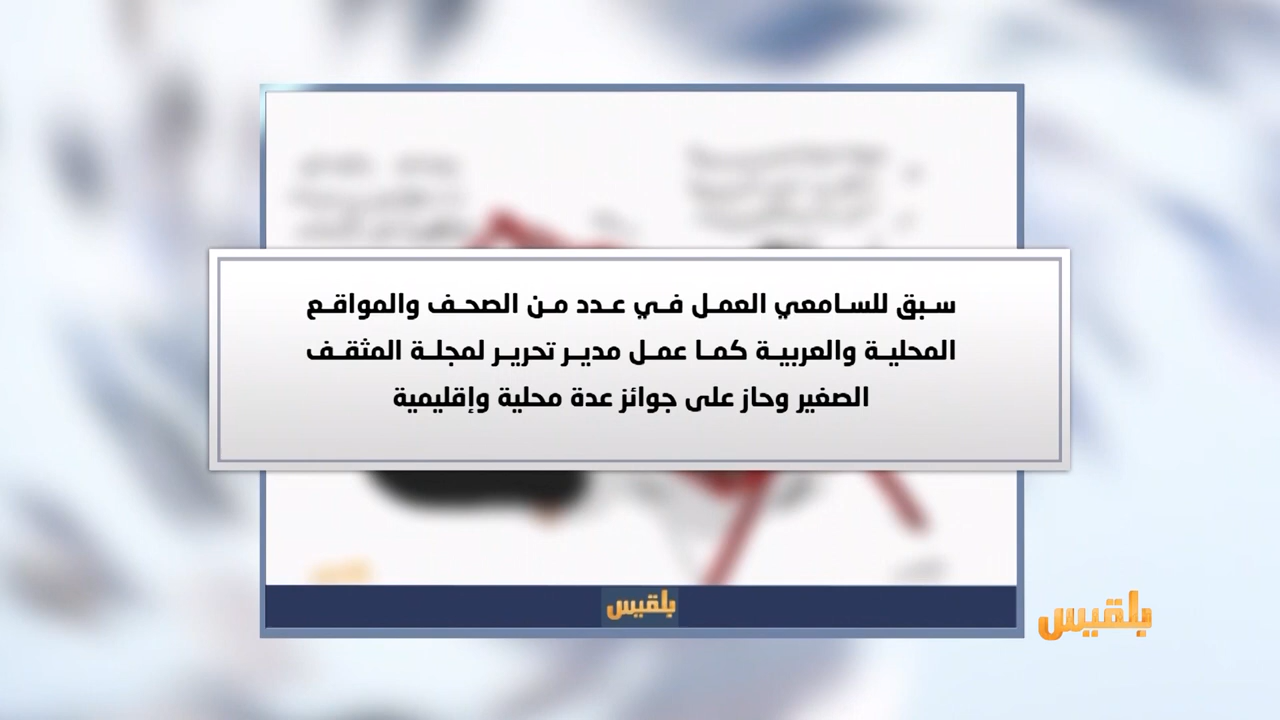 سبق للسامعي العمل في عدد من الصحف والمواقع
المحلية والعربية كما عمل مدير تحرير لمجلة المثقف
الصغير وحاز على جوائز عدة محلية وإقليمية
بلقيس
بلقيس